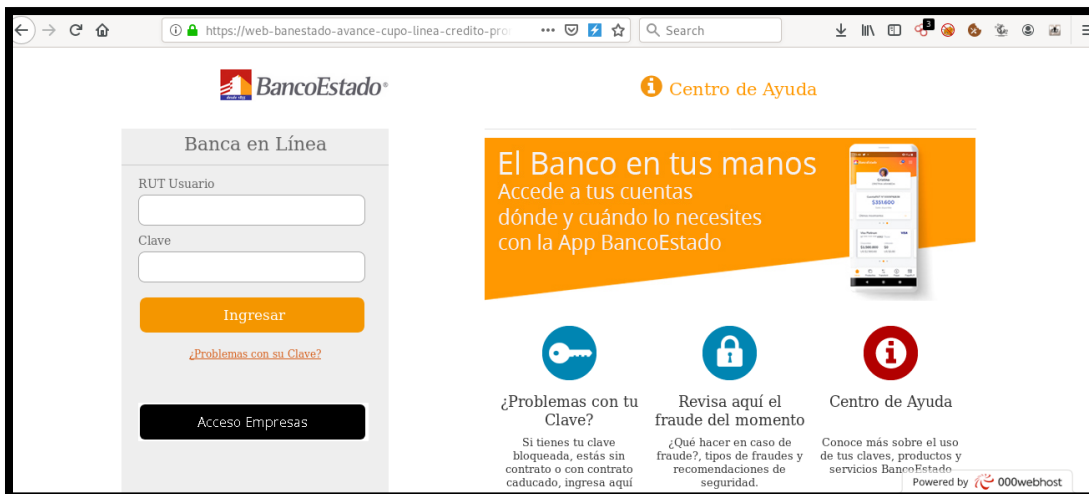 https://web-banestado-avance-cupo-linea-credito-pro
Search
3
BancoEstado®
Centro de Ayuda
Banca en Línea
RUT Usuario
Clave
Ingresar
¿Problemas con su Clave?
Acceso Empresas
El Banco en tus manos
Accede a tus cuentas
dónde y cuándo lo necesites
con la App BancoEstado
$351.600
¿Problemas con tu
Clave?
Si tienes tu clave
bloqueada, estás sin
contrato o con contrato
caducado, ingresa aquí
Revisa aquí el
fraude del momento
¿Qué hacer en caso de
fraude?, tipos de fraudes y
recomendaciones de
seguridad.
Centro de Ayuda
Conoce más sobre el uso
de tus claves, productos y
servicios BancoEstado
Powered by 000webhost